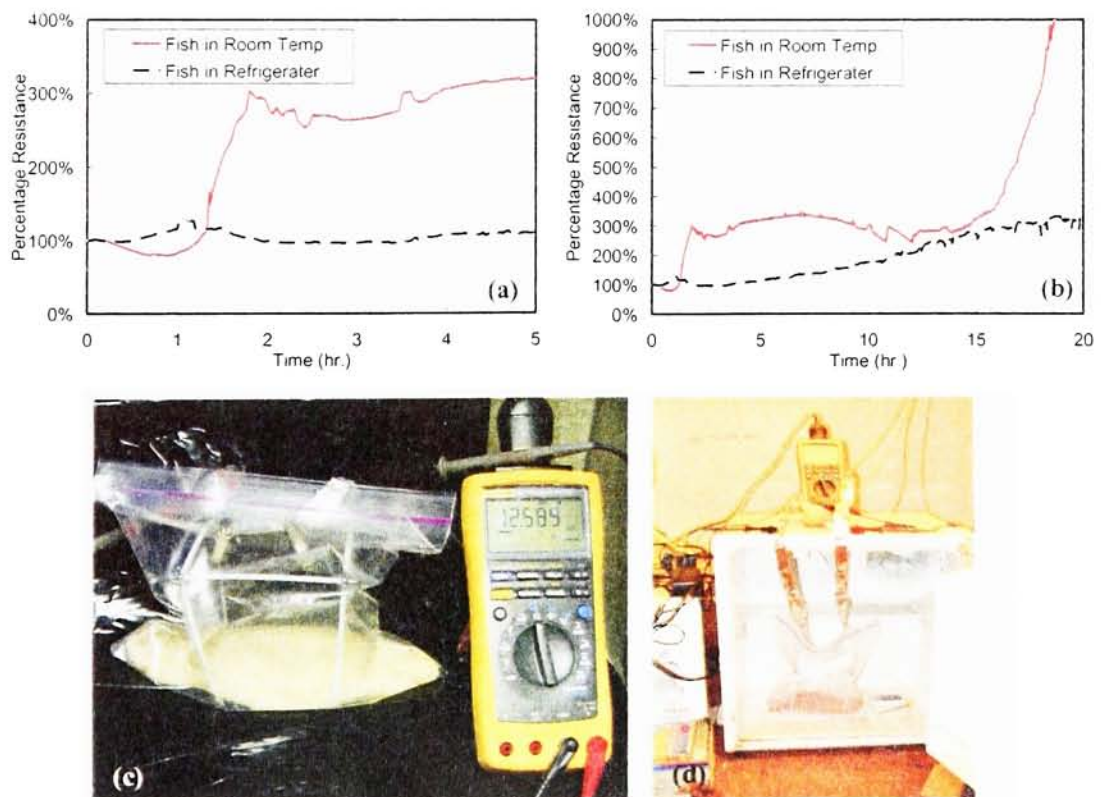 400%
300%
200%
100%
0%
Percentage Resistance
Fish in Room Temp
Fish in Refrigerater
(a)
0 1 2 3 4 5
Time (hr.)
1000%
900%
800%
700%
600%
500%
400%
300%
200%
100%
0%
Percentage Resistance
Fish in Room Temp
Fish in Refrigerater
(b)
0 5 10 15 20
Time (hr )
(c)
(d)